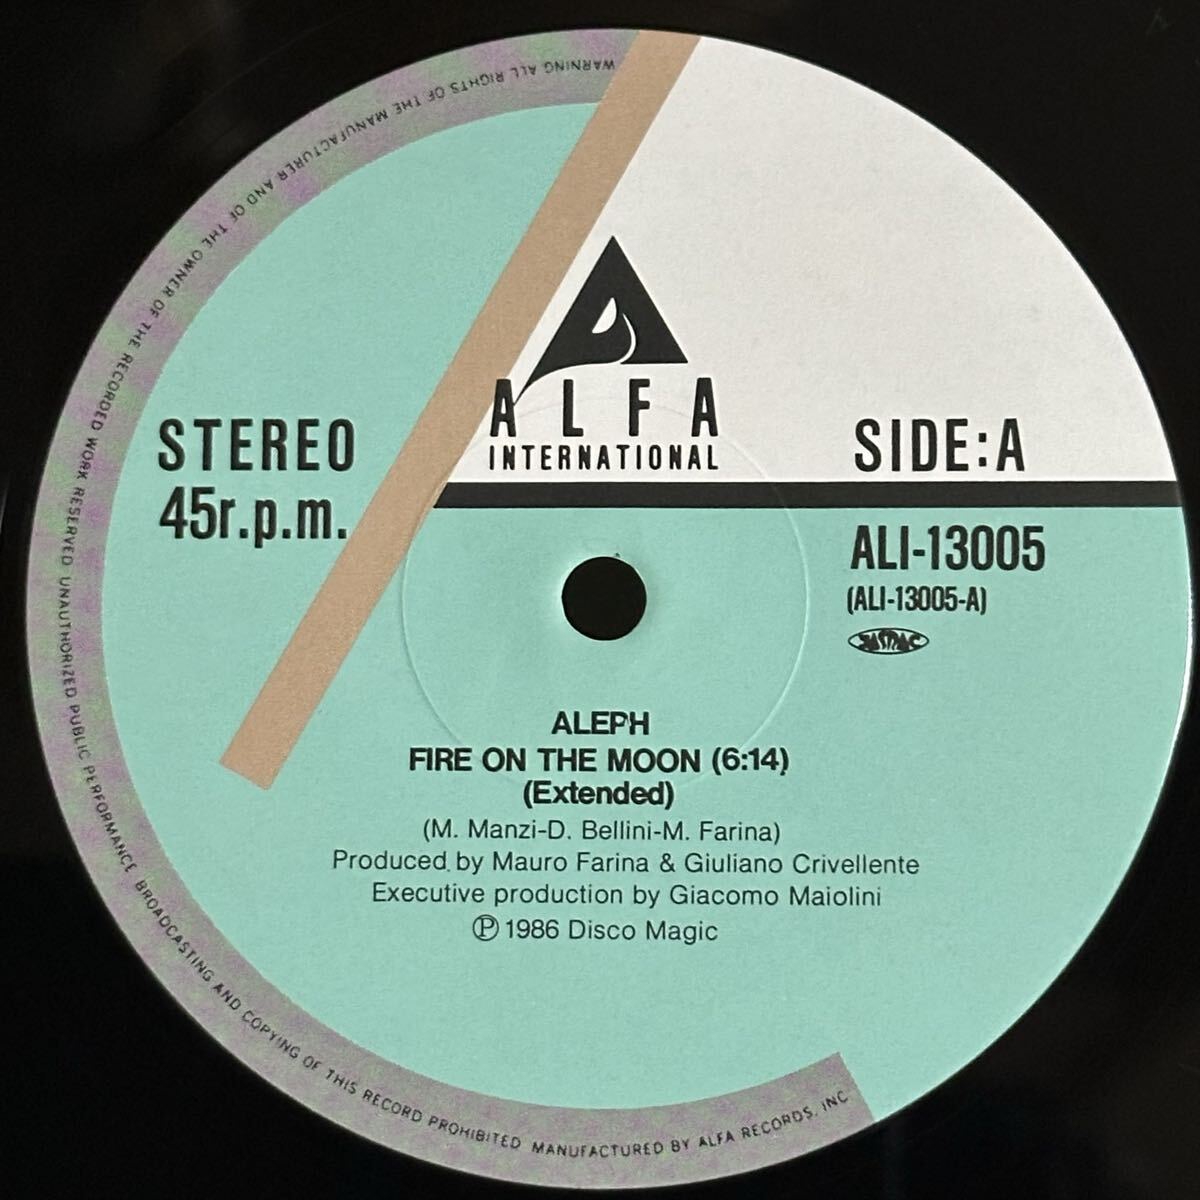 WARNING ALL RIGHTS OF THE MANUFACTURER AND OF THE OWNER OF THE RECORDED WORK RESERVED UNAUTHORIZED PUBLIC PERFORMANCE BROADCASTING AND COPYING OF THIS RECORD PROHIBITED MANUFACTURED BY ALFA RECORDS, INC
ALFA
INTERNATIONAL
STEREO
45r.p.m.
SIDE:A
ALI-13005
(ALI-13005-A)
JASRAC
ALEPH
FIRE ON THE MOON (6:14)
(Extended)
(M. Manzi-D. Bellini-M. Farina)
Produced by Mauro Farina & Giuliano Crivellente
Executive production by Giacomo Maiolini
Ⓟ 1986 Disco Magic